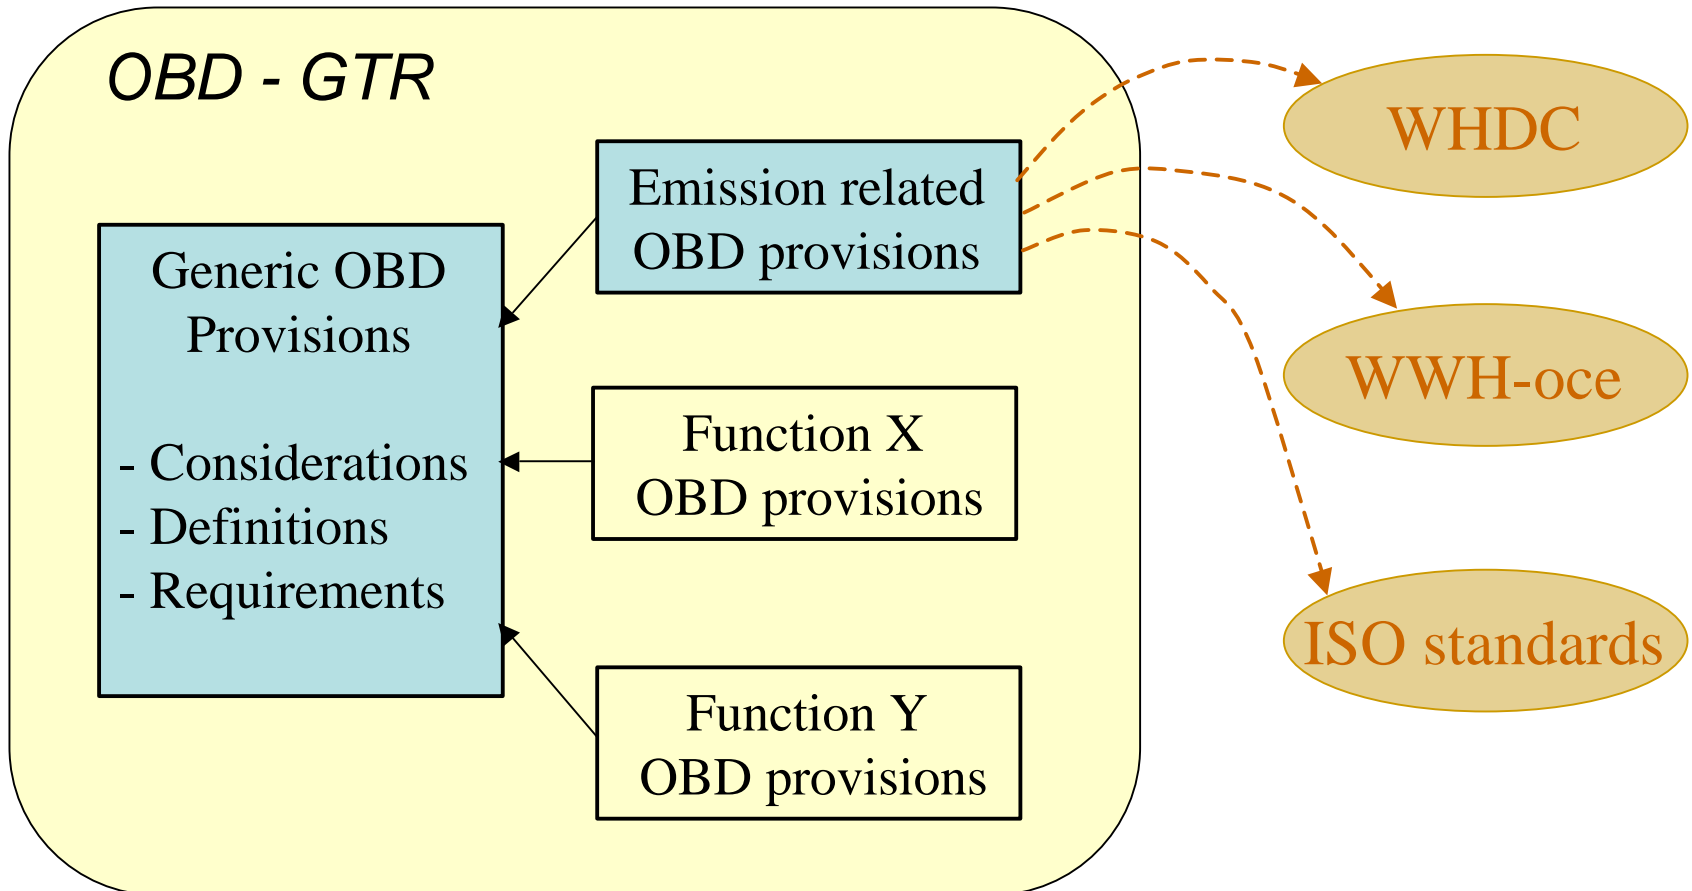 OBD - GTR
Generic OBD
Provisions
- Considerations
- Definitions
- Requirements
Emission related
OBD provisions
Function X
OBD provisions
Function Y
OBD provisions
WHDC
WWH-oce
ISO standards